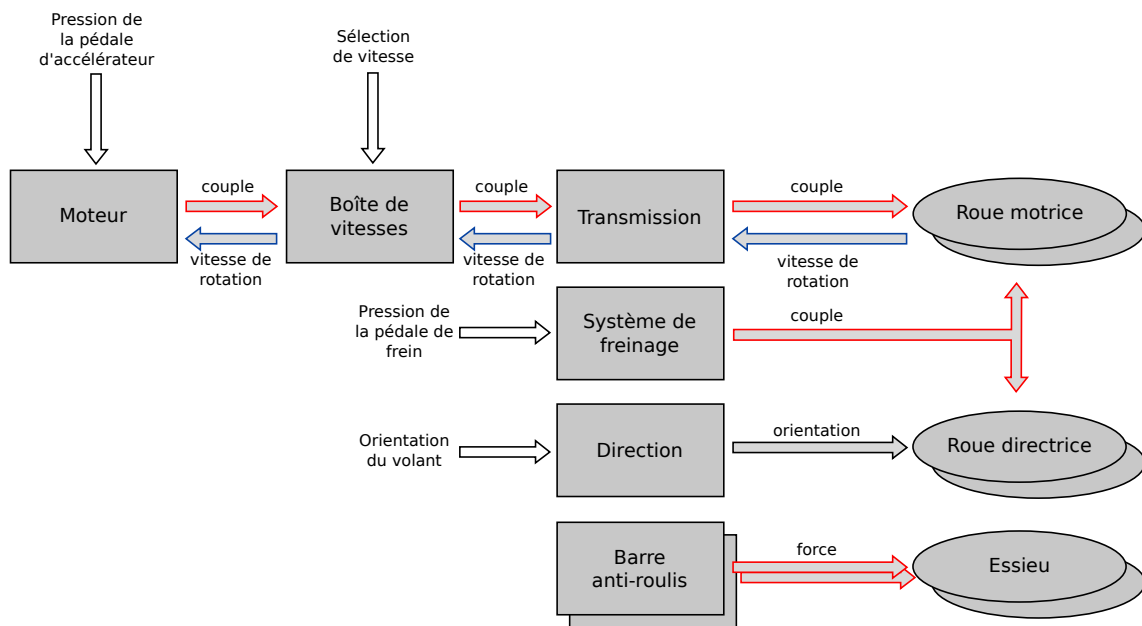 Pression de
la pédale
d'accélérateur
Sélection
de vitesse
Moteur
couple
vitesse de
rotation
Boîte de
vitesses
couple
vitesse de
rotation
Transmission
couple
vitesse de
rotation
Roue motrice
Pression de
la pédale de
frein
Système de
freinage
couple
Orientation
du volant
Direction
orientation
Roue directrice
Barre
anti-roulis
force
Essieu